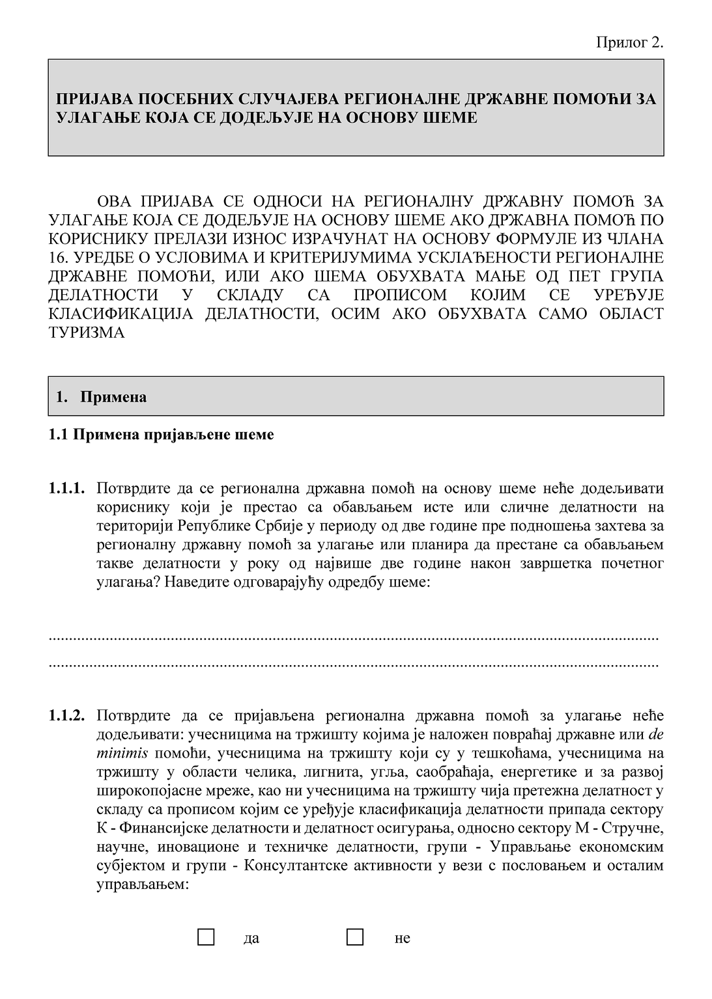 Прилог 2.
ПРИЈАВА ПОСЕБНИХ СЛУЧАЈЕВА РЕГИОНАЛНЕ ДРЖАВНЕ ПОМОЋИ ЗА
УЛАГАЊЕ КОЈА СЕ ДОДЕЉУЈЕ НА ОСНОВУ ШЕМЕ
ОВА ПРИЈАВА СЕ ОДНОСИ НА РЕГИОНАЛНУ ДРЖАВНУ ПОМОЋ ЗА
УЛАГАЊЕ КОЈА СЕ ДОДЕЉУЈЕ НА ОСНОВУ ШЕМЕ АКО ДРЖАВНА ПОМОЋ ПО
КОРИСНИКУ ПРЕЛАЗИ ИЗНОС ИЗРАЧУНАТ НА ОСНОВУ ФОРМУЛЕ ИЗ ЧЛАНА
16. УРЕДБЕ О УСЛОВИМА И КРИТЕРИЈУМИМА УСКЛАЂЕНОСТИ РЕГИОНАЛНЕ
ДРЖАВНЕ ПОМОЋИ, ИЛИ АКО ШЕМА ОБУХВАТА МАЊЕ ОД ПЕТ ГРУПА
ДЕЛАТНОСТИ У СКЛАДУ СА ПРОПИСОМ КОЈИМ СЕ УРЕЂУЈЕ
КЛАСИФИКАЦИЈА ДЕЛАТНОСТИ, ОСИМ АКО ОБУХВАТА САМО ОБЛАСТ
ТУРИЗМА
1. Примена
1.1 Примена пријављене шеме
1.1.1. Потврдите да се регионална државна помоћ на основу шеме неће додељивати
кориснику који је престао са обављањем исте или сличне делатности на
територији Републике Србије у периоду од две године пре подношења захтева за
регионалну државну помоћ за улагање или планира да престане са обављањем
такве делатности у року од највише две године након завршетка почетног
улагања? Наведите одговарајућу одредбу шеме:
......................................................................................................................................................
......................................................................................................................................................
1.1.2. Потврдите да се пријављена регионална државна помоћ за улагање неће
додељивати: учесницима на тржишту којима је наложен повраћај државне или de
minimis помоћи, учесницима на тржишту који су у тешкоћама, учесницима на
тржишту у области челика, лигнита, угља, саобраћаја, енергетике и за развој
широкопојасне мреже, као ни учесницима на тржишту чија претежна делатност у
складу са прописом којим се уређује класификација делатности припада сектору
К - Финансијске делатности и делатност осигурања, односно сектору М - Стручне,
научне, иновационе и техничке делатности, групи - Управљање економским
субјектом и групи - Консултантске активности у вези с пословањем и осталим
управљањем:
да не